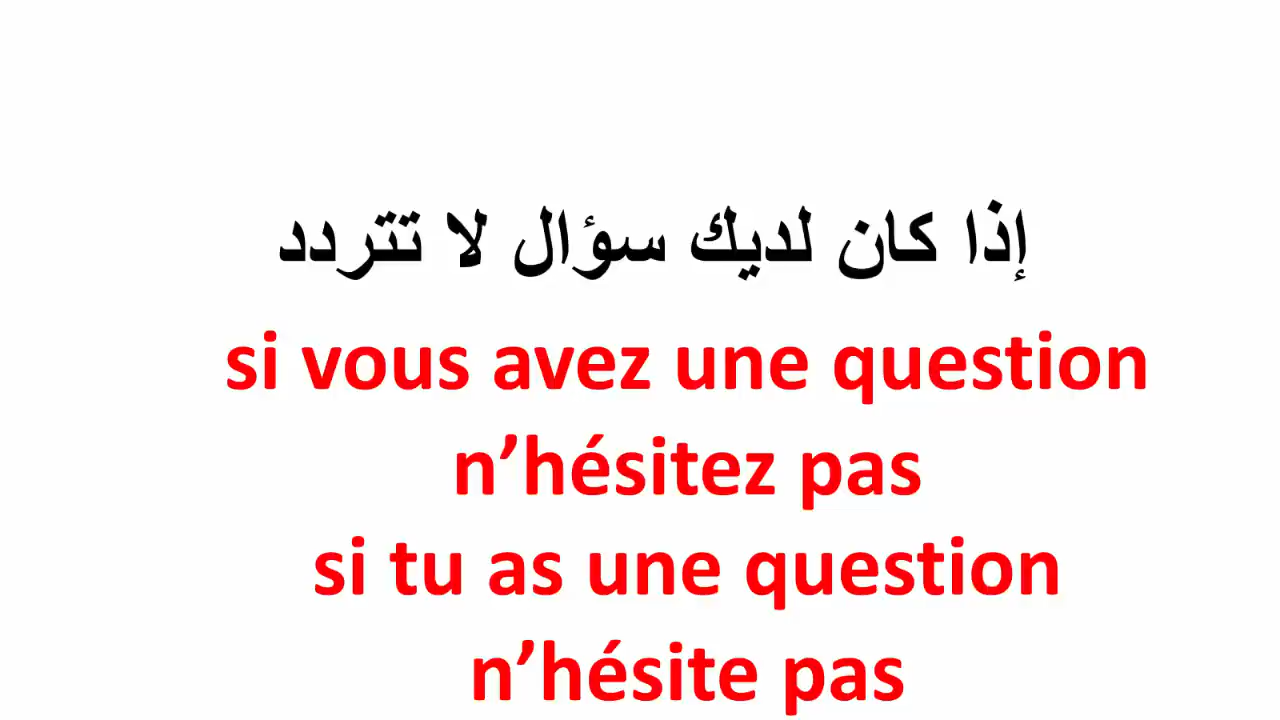 إذا كان لديك سؤال لا تتردد
si vous avez une question
n’hésitez pas
si tu as une question
n’hésite pas